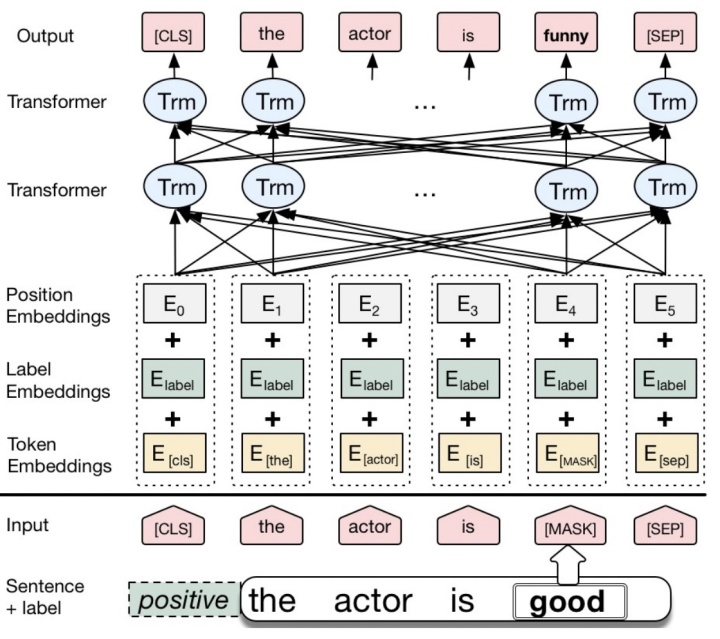 Output [CLS] the actor is funny [SEP]
Transformer Trm Trm ... Trm Trm
Transformer Trm Trm ... Trm Trm
Position Embeddings E0 E1 E2 E3 E4 E5
+ + + + + +
Label Embeddings Elabel Elabel Elabel Elabel Elabel Elabel
+ + + + + +
Token Embeddings E[cls] E[the] E[actor] E[is] E[MASK] E[sep]
Input [CLS] the actor is [MASK] [SEP]
Sentence + label positive the actor is good